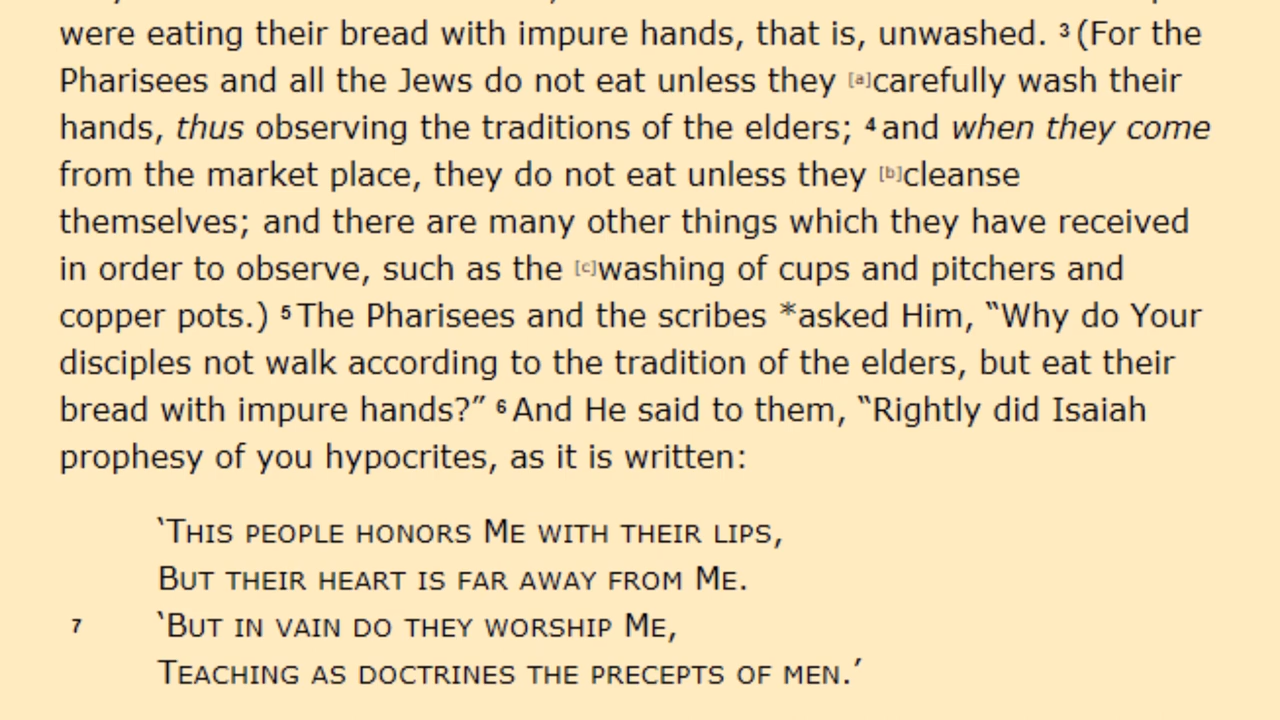 were eating their bread with impure hands, that is, unwashed. 3 (For the
Pharisees and all the Jews do not eat unless they [a]carefully wash their
hands, thus observing the traditions of the elders; 4 and when they come
from the market place, they do not eat unless they [b]cleanse
themselves; and there are many other things which they have received
in order to observe, such as the [c]washing of cups and pitchers and
copper pots.) 5 The Pharisees and the scribes *asked Him, “Why do Your
disciples not walk according to the tradition of the elders, but eat their
bread with impure hands?” 6 And He said to them, “Rightly did Isaiah
prophesy of you hypocrites, as it is written:
‘This people honors Me with their lips,
But their heart is far away from Me.
7 ‘But in vain do they worship Me,
Teaching as doctrines the precepts of men.’